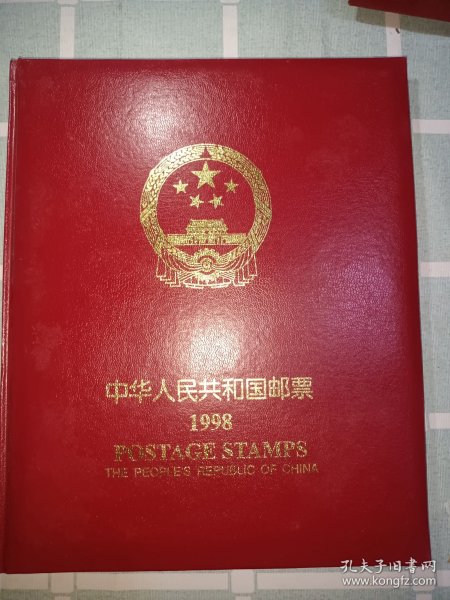 中华人民共和国邮票
1998
POSTAGE STAMPS
THE PEOPLE'S REPUBLIC OF CHINA
孔夫子旧书网
www.kongfz.com